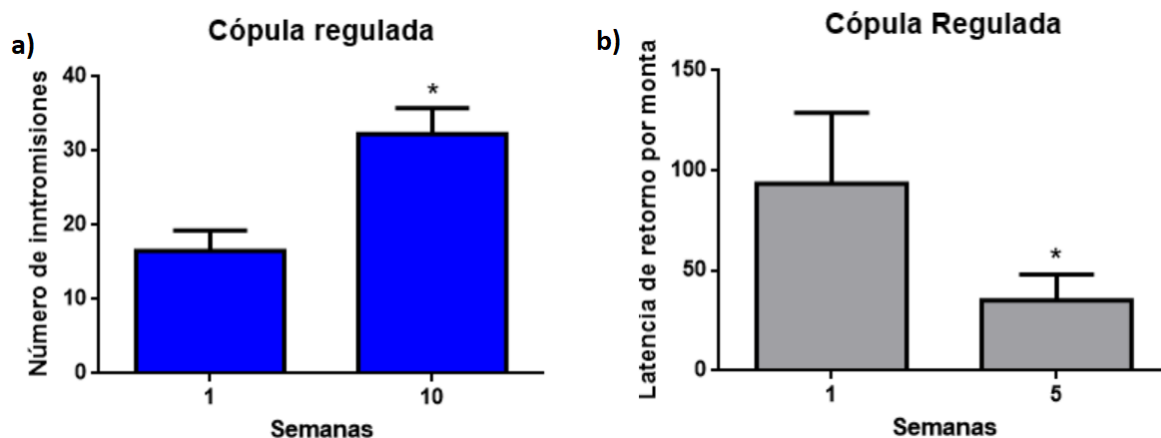 a)
Cópula regulada
Número de inntromisiones
40
30
20
10
0
*
1
10
Semanas
b)
Cópula Regulada
Latencia de retorno por monta
150
100
50
0
*
1
5
Semanas